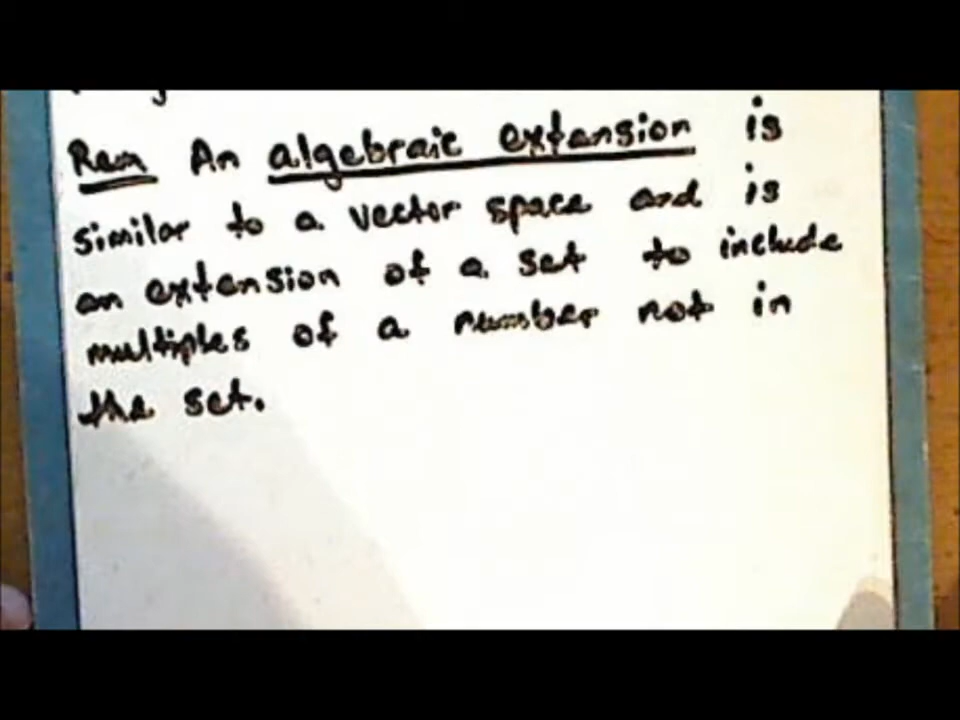 Rem An algebraic extension is
similar to a vector space and is
an extension of a set to include
multiples of a number not in
the set.